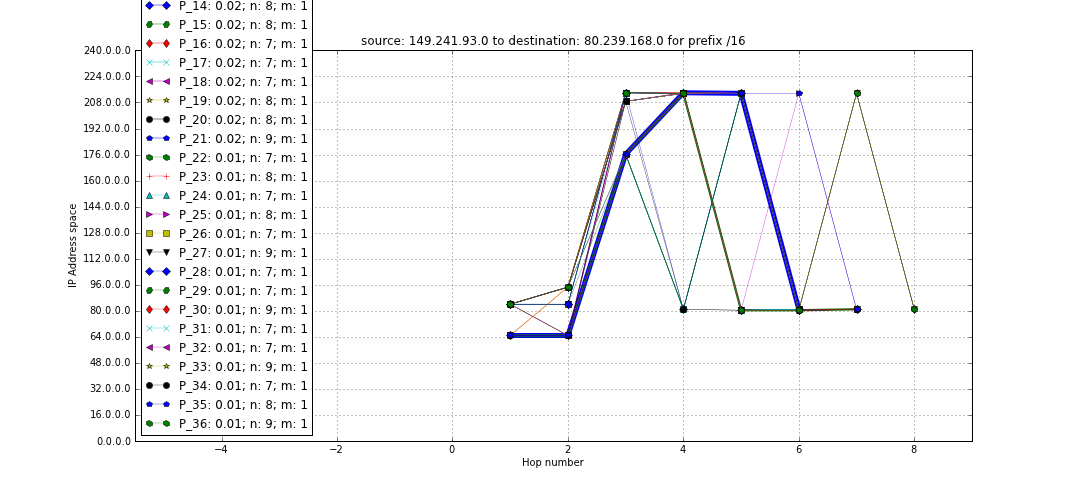 P_14: 0.02; n: 8; m: 1
P_15: 0.02; n: 8; m: 1
P_16: 0.02; n: 7; m: 1
P_17: 0.02; n: 7; m: 1
P_18: 0.02; n: 7; m: 1
P_19: 0.02; n: 8; m: 1
P_20: 0.02; n: 8; m: 1
P_21: 0.02; n: 9; m: 1
P_22: 0.01; n: 7; m: 1
P_23: 0.01; n: 8; m: 1
P_24: 0.01; n: 7; m: 1
P_25: 0.01; n: 8; m: 1
P_26: 0.01; n: 7; m: 1
P_27: 0.01; n: 9; m: 1
P_28: 0.01; n: 7; m: 1
P_29: 0.01; n: 7; m: 1
P_30: 0.01; n: 9; m: 1
P_31: 0.01; n: 7; m: 1
P_32: 0.01; n: 7; m: 1
P_33: 0.01; n: 9; m: 1
P_34: 0.01; n: 7; m: 1
P_35: 0.01; n: 8; m: 1
P_36: 0.01; n: 9; m: 1
source: 149.241.93.0 to destination: 80.239.168.0 for prefix /16
240.0.0.0
224.0.0.0
208.0.0.0
192.0.0.0
176.0.0.0
160.0.0.0
144.0.0.0
128.0.0.0
112.0.0.0
96.0.0.0
80.0.0.0
64.0.0.0
48.0.0.0
32.0.0.0
16.0.0.0
0.0.0.0
IP Address space
−4 −2 0 2 4 6 8
Hop number